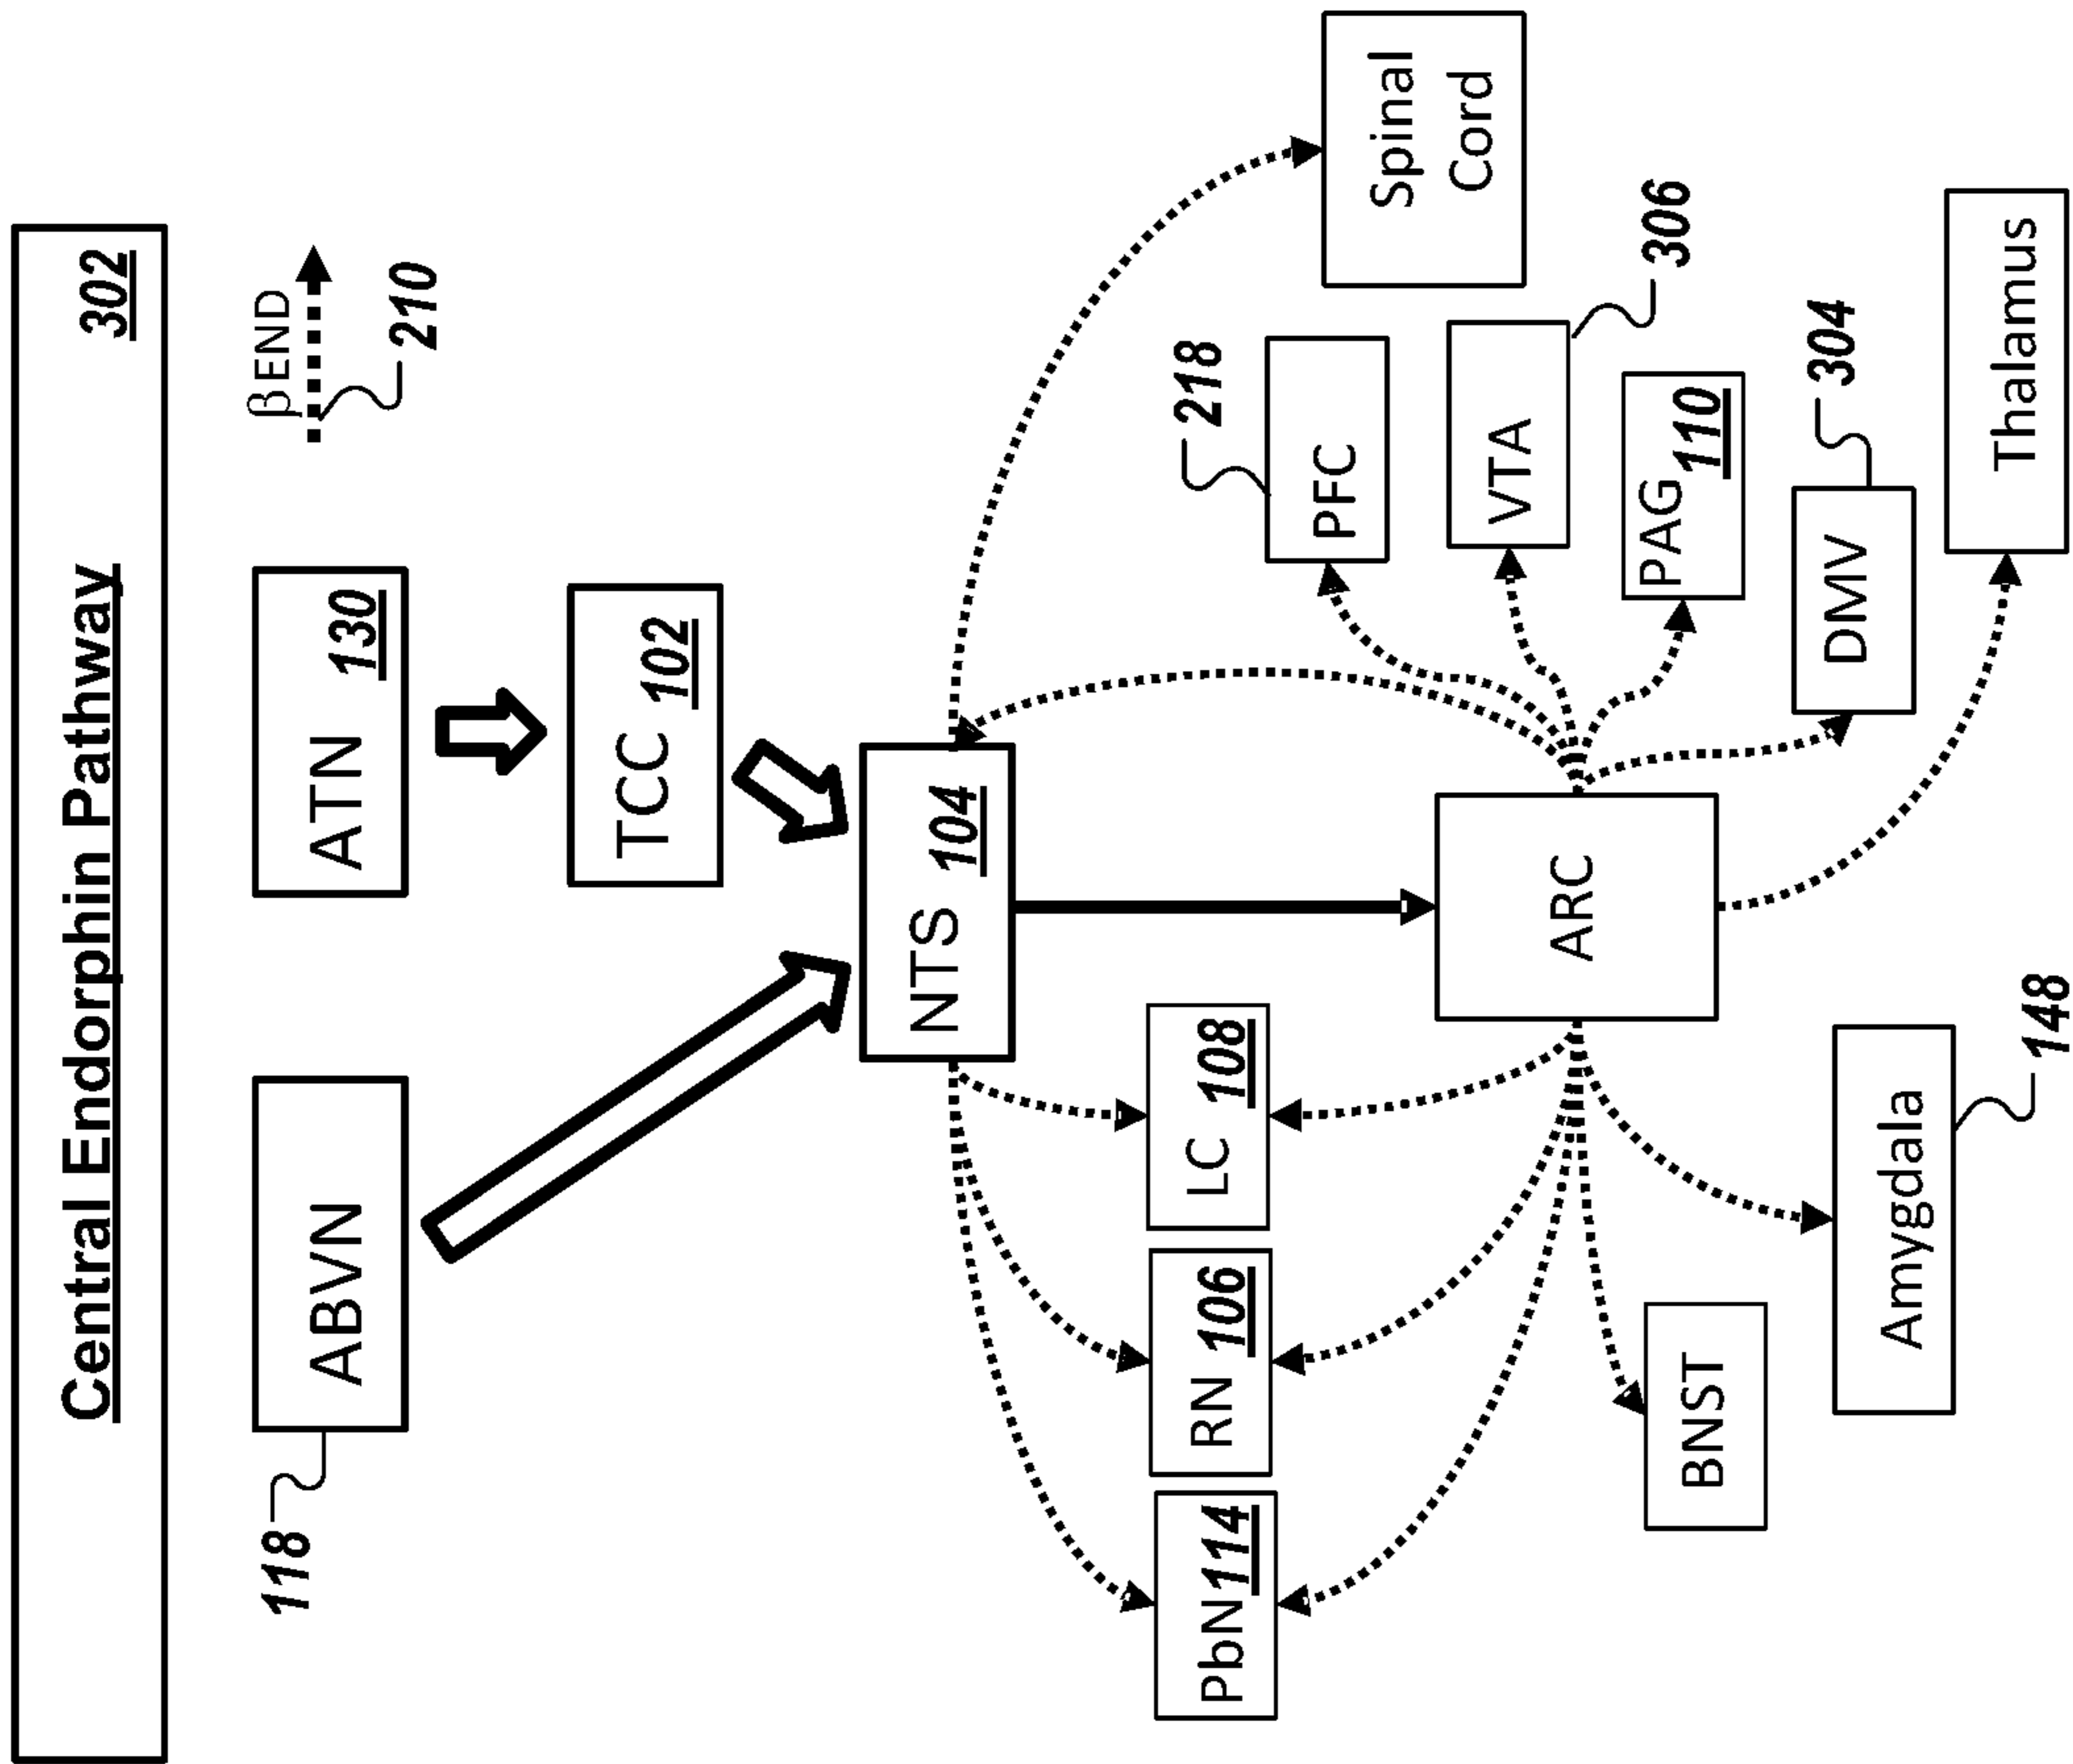 Central Endorphin Pathway 302
118
ABVN
ATN 130
βEND
210
TCC 102
NTS 104
PbN 114
RN 106
LC 108
218
PFC
Spinal
Cord
ARC
VTA
306
BNST
PAG 110
Amygdala
148
DMV
304
Thalamus